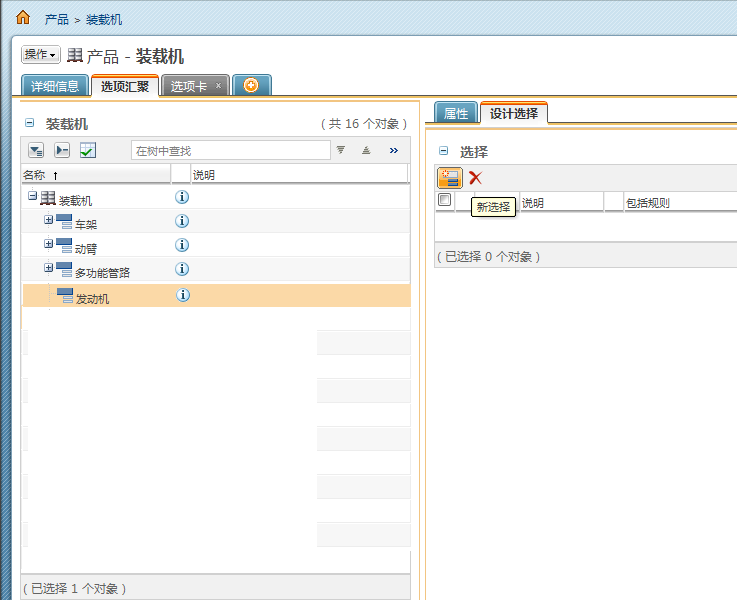 产品 > 装载机
操作 产品 - 装载机
详细信息 选项汇聚 选项卡 ×
装载机 ( 共 16 个对象 )
在树中查找 »
名称 ↑ 说明
装载机
车架
动臂
多功能管路
发动机
( 已选择 1 个对象 )
属性 设计选择
选择
新选择
说明 包括规则
( 已选择 0 个对象 )